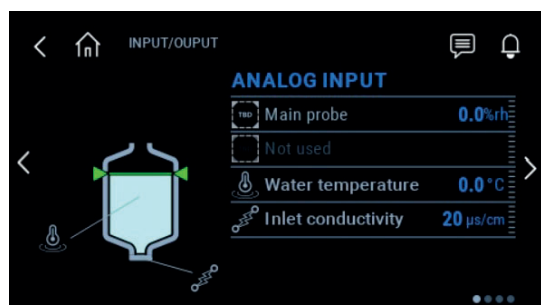 INPUT/OUPUT
ANALOG INPUT
TBD Main probe 0.0%rh
Not used
Water temperature 0.0°C
Inlet conductivity 20 µs/cm